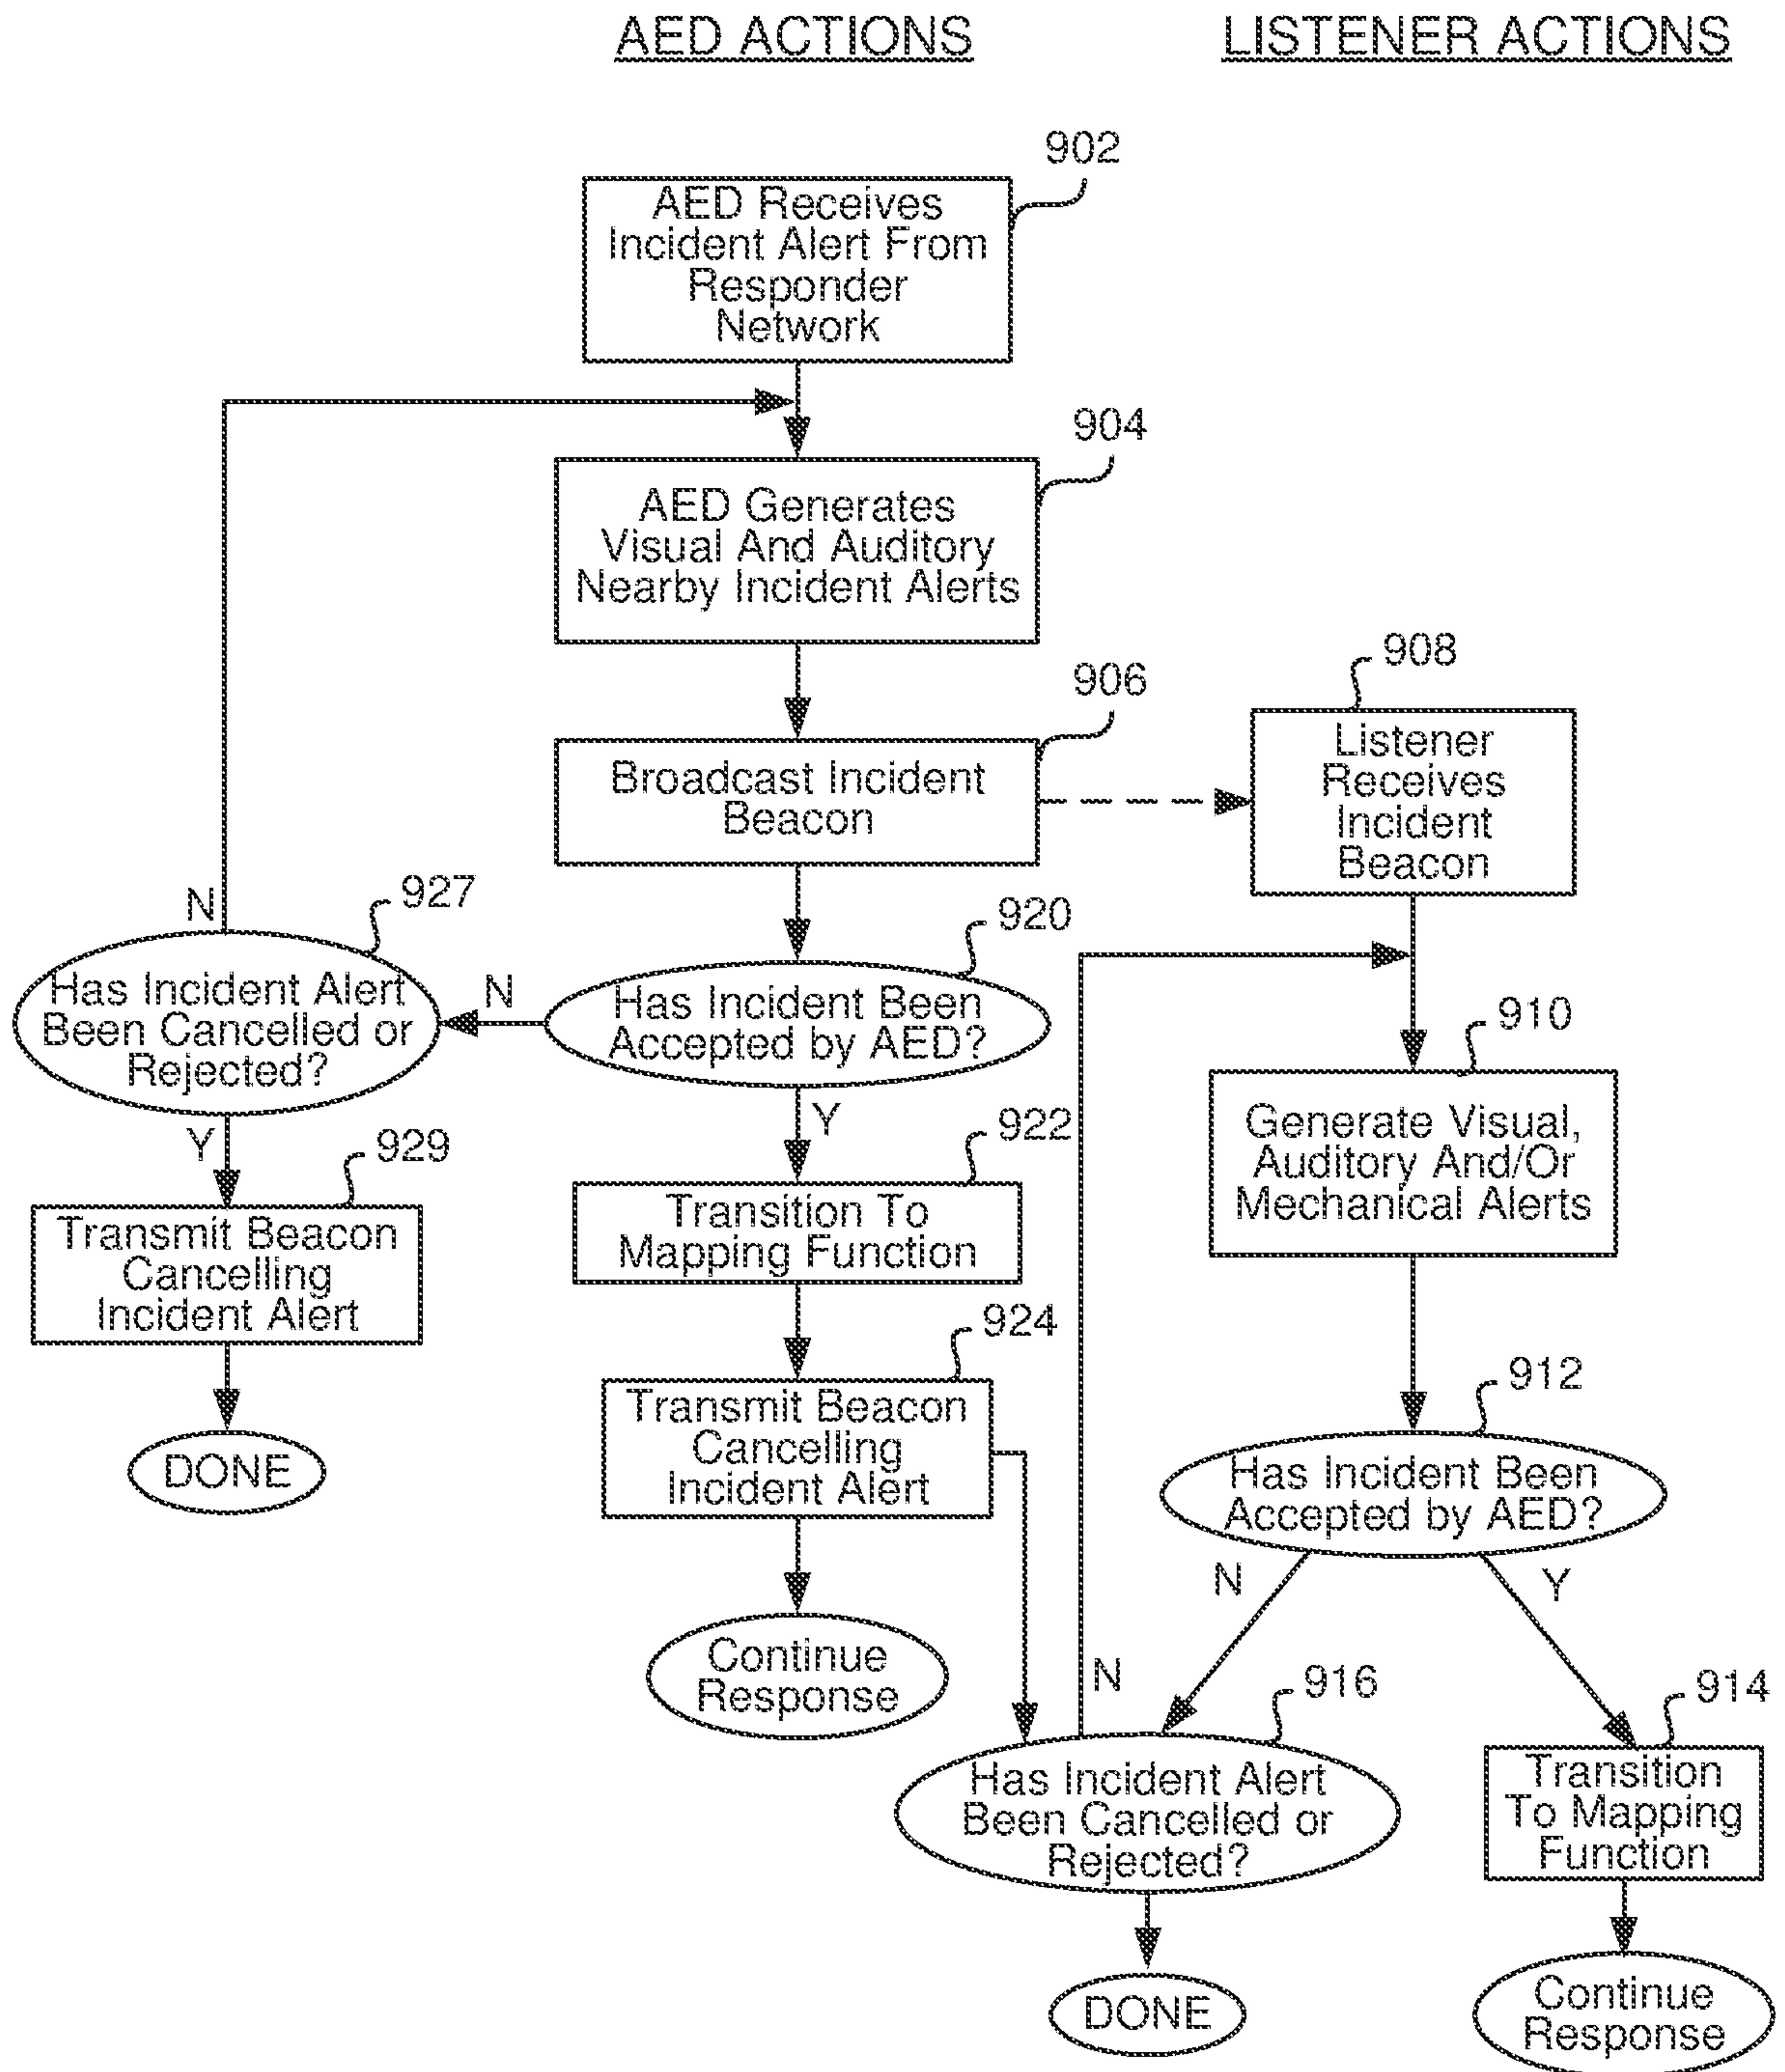 AED ACTIONS
LISTENER ACTIONS
902
AED Receives
Incident Alert From
Responder
Network
904
AED Generates
Visual And Auditory
Nearby Incident Alerts
906
Broadcast Incident
Beacon
908
Listener
Receives
Incident
Beacon
N
927
Has Incident Alert
Been Cancelled or
Rejected?
N
920
Has Incident Been
Accepted by AED?
Y
929
Transmit Beacon
Cancelling
Incident Alert
DONE
Y
922
Transition To
Mapping Function
924
Transmit Beacon
Cancelling
Incident Alert
Continue
Response
910
Generate Visual,
Auditory And/Or
Mechanical Alerts
912
Has Incident Been
Accepted by AED?
N
Y
N
916
Has Incident Alert
Been Cancelled or
Rejected?
DONE
914
Transition
To Mapping
Function
Continue
Response